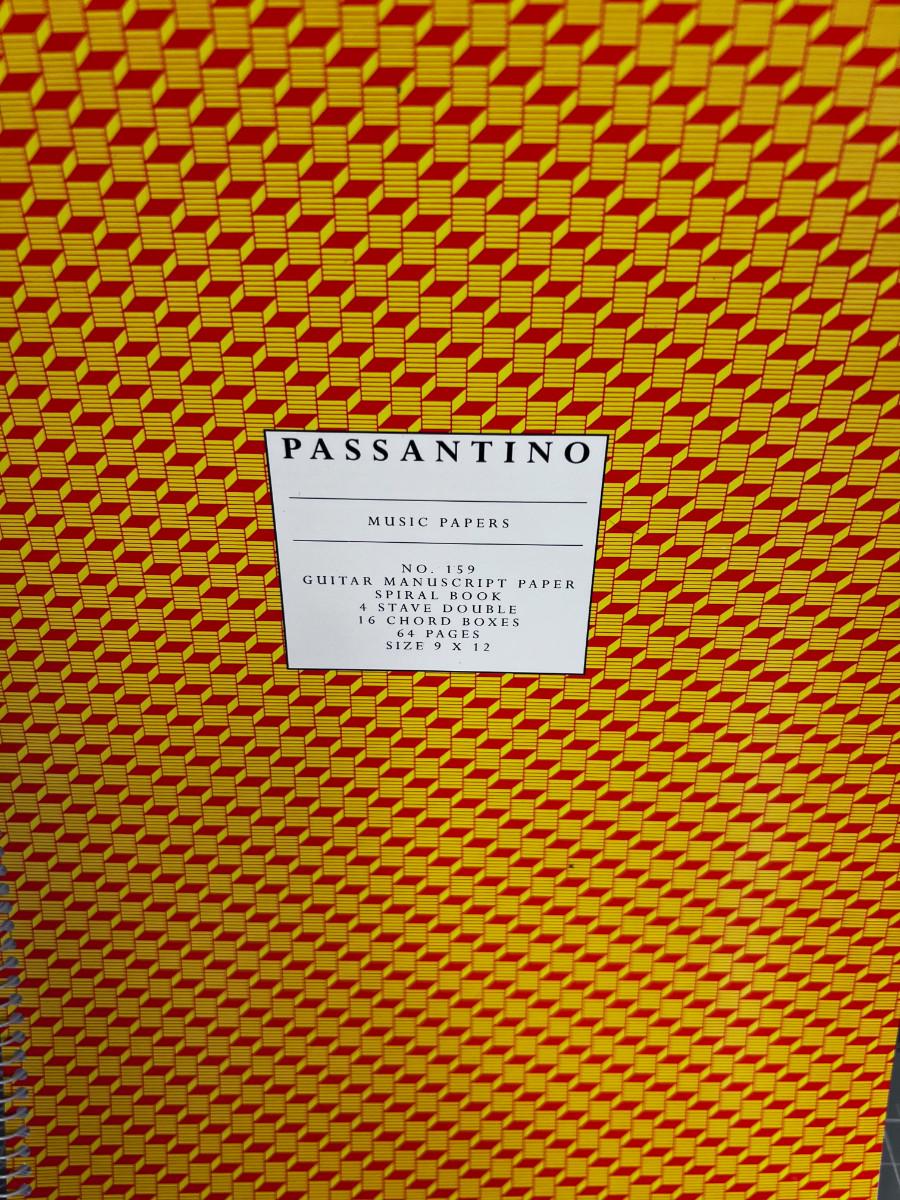 PASSANTINO
MUSIC PAPERS
NO. 159
GUITAR MANUSCRIPT PAPER
SPIRAL BOOK
4 STAVE DOUBLE
16 CHORD BOXES
64 PAGES
SIZE 9 X 12